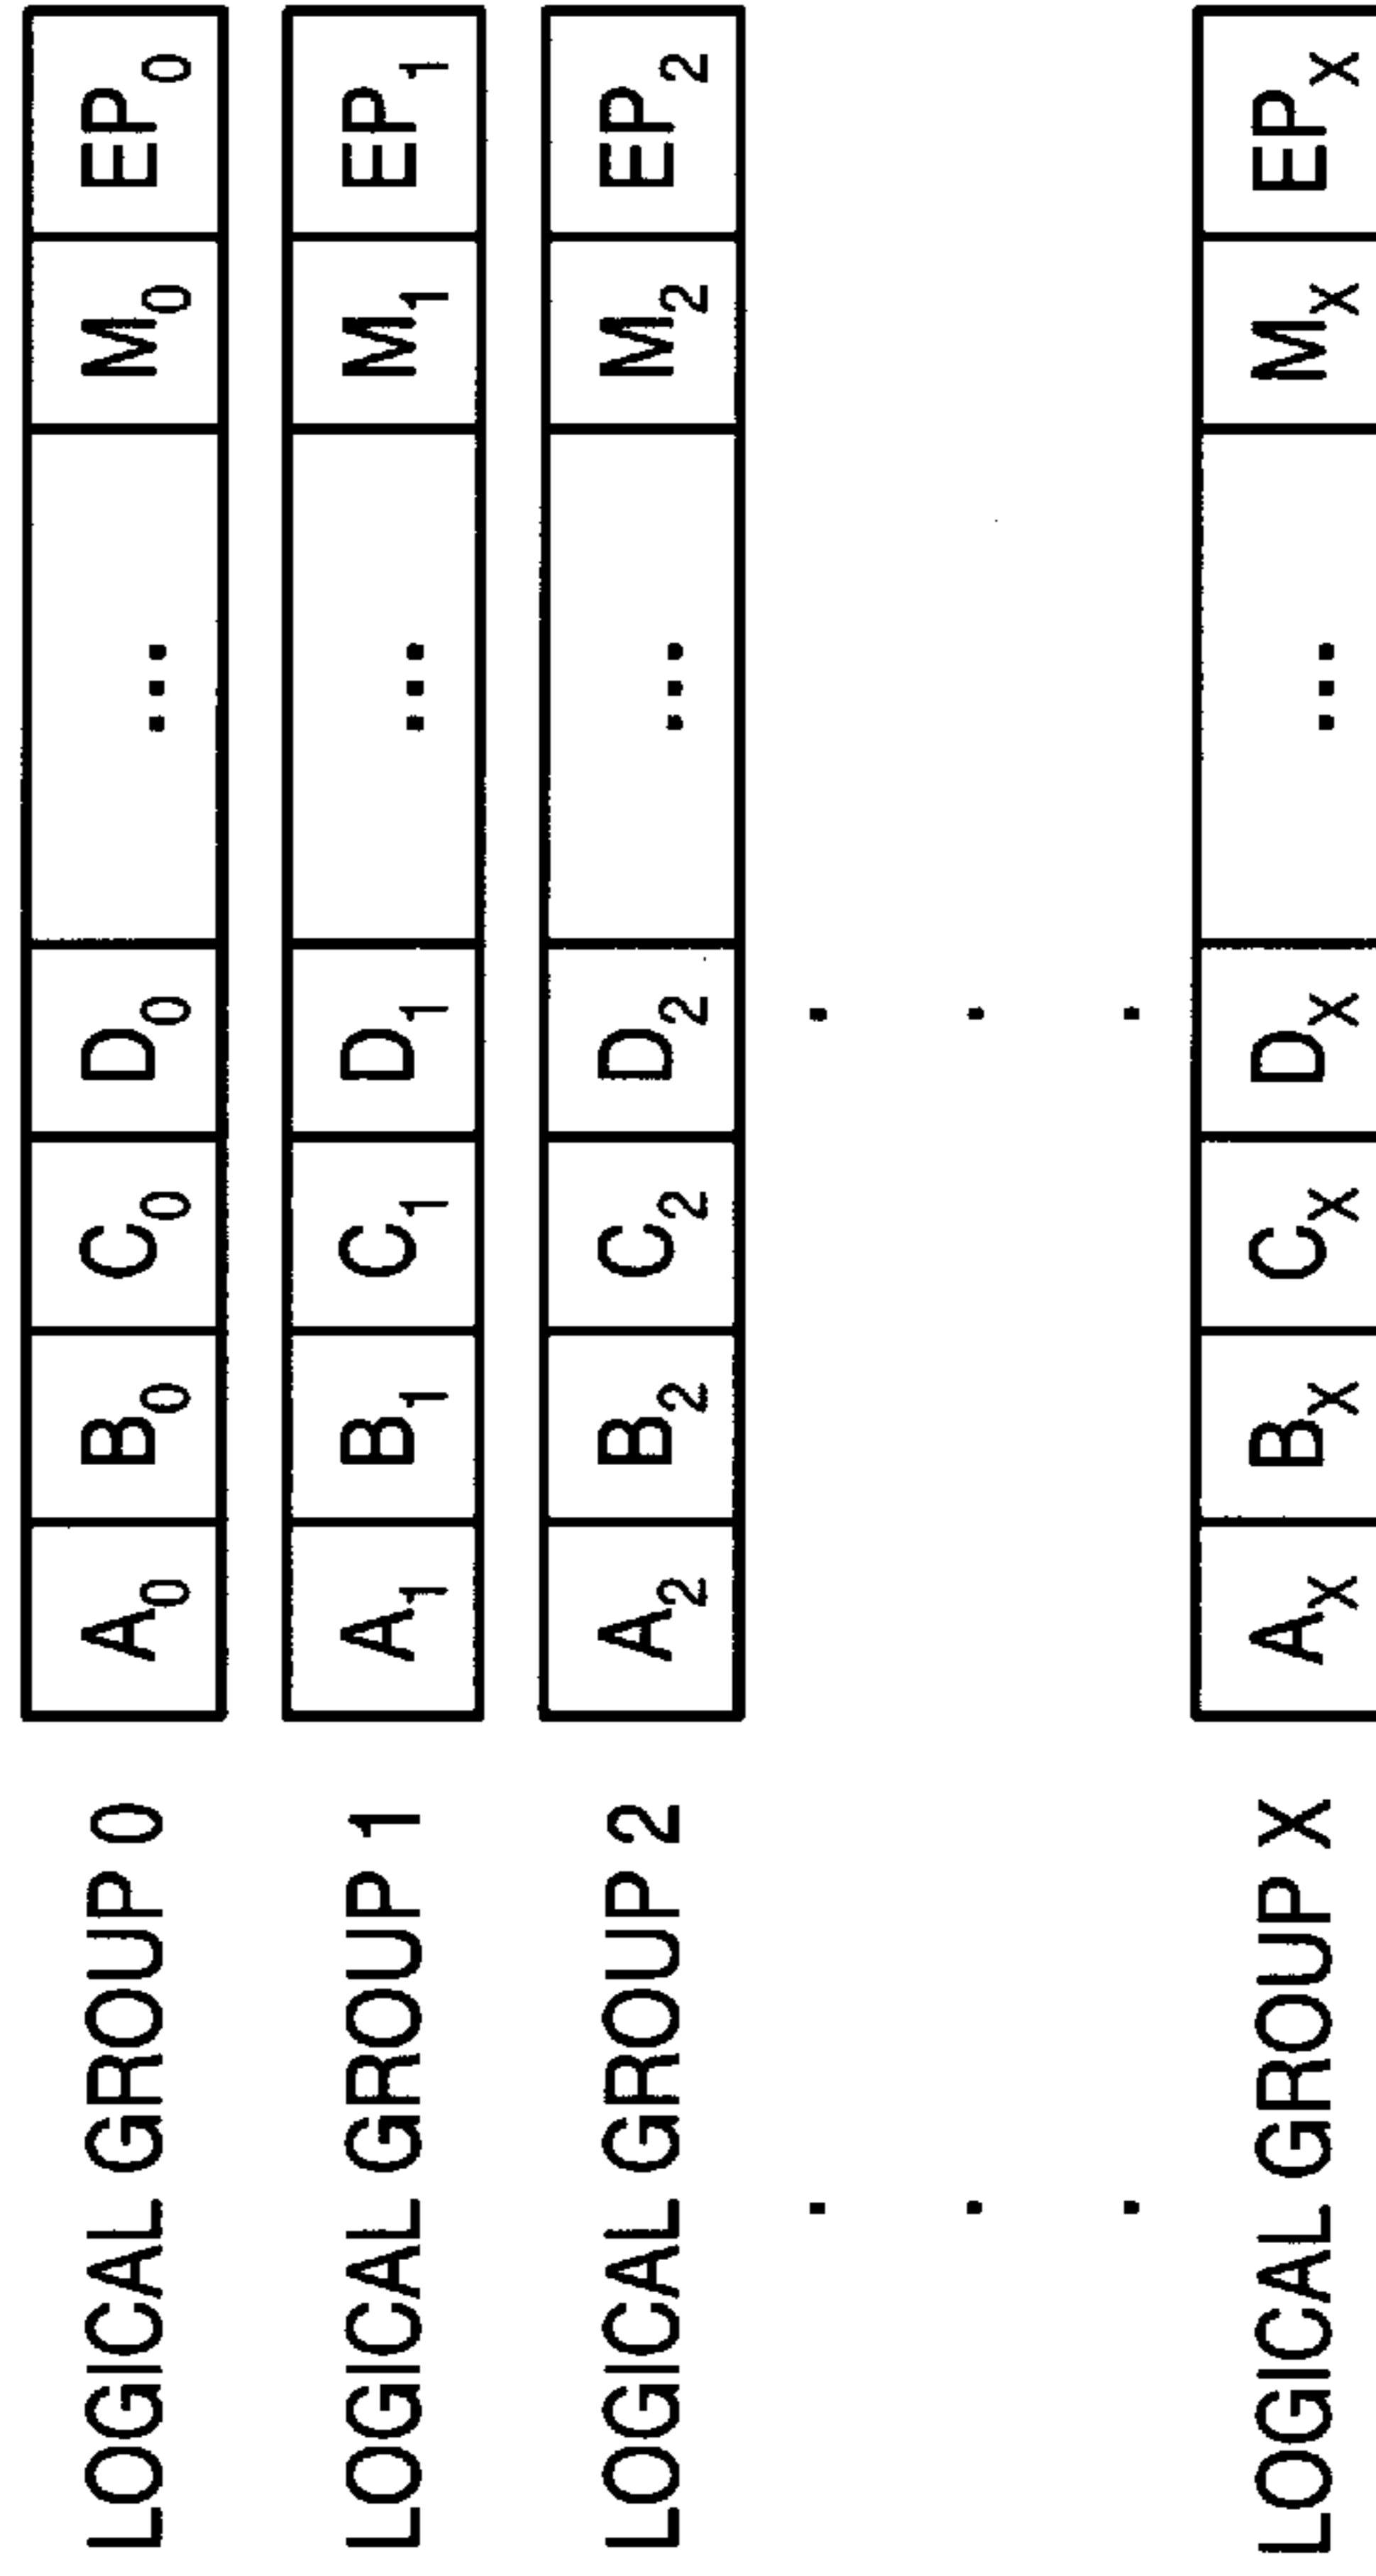 LOGICAL GROUP 0 A0 B0 C0 D0 ... M0 EP0
LOGICAL GROUP 1 A1 B1 C1 D1 ... M1 EP1
LOGICAL GROUP 2 A2 B2 C2 D2 ... M2 EP2
LOGICAL GROUP X AX BX CX DX ... MX EPX